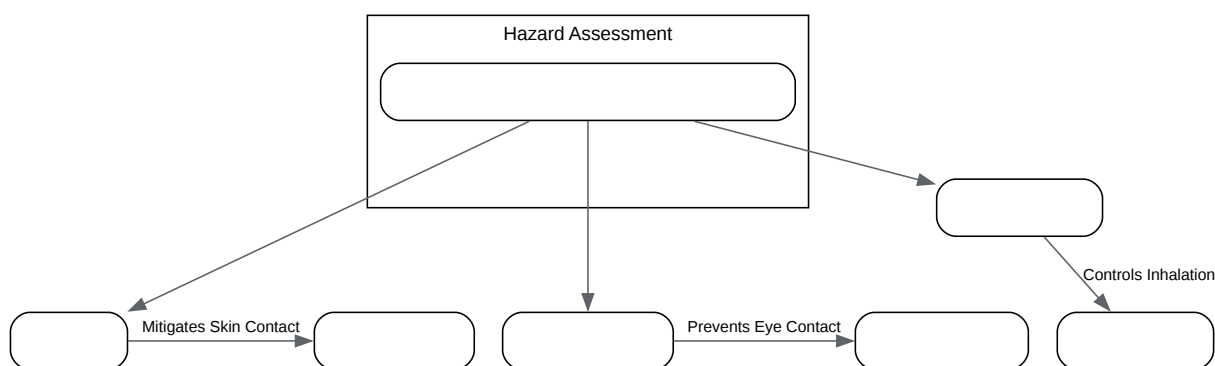 Hazard Assessment
Controls Inhalation
Mitigates Skin Contact
Prevents Eye Contact